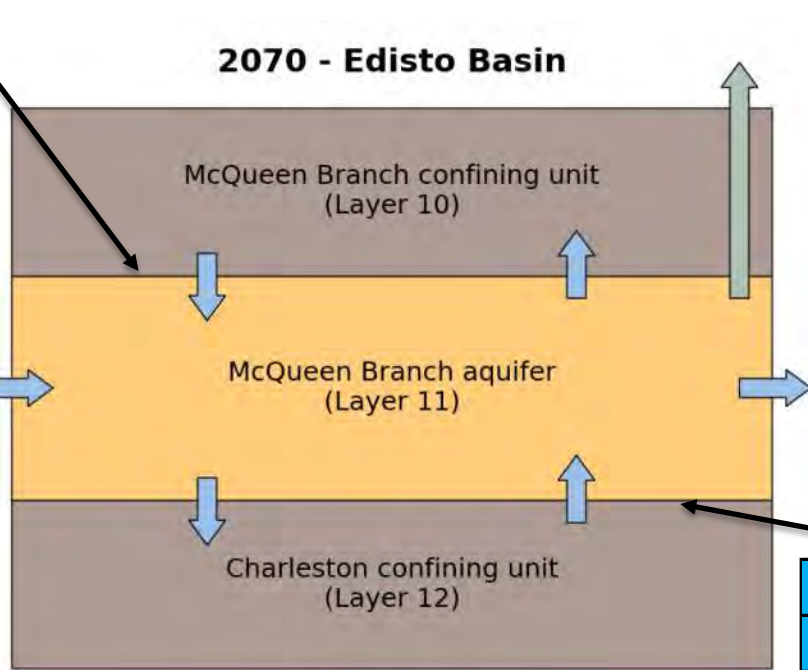 2070 - Edisto Basin
McQueen Branch confining unit
(Layer 10)
McQueen Branch aquifer
(Layer 11)
Charleston confining unit
(Layer 12)